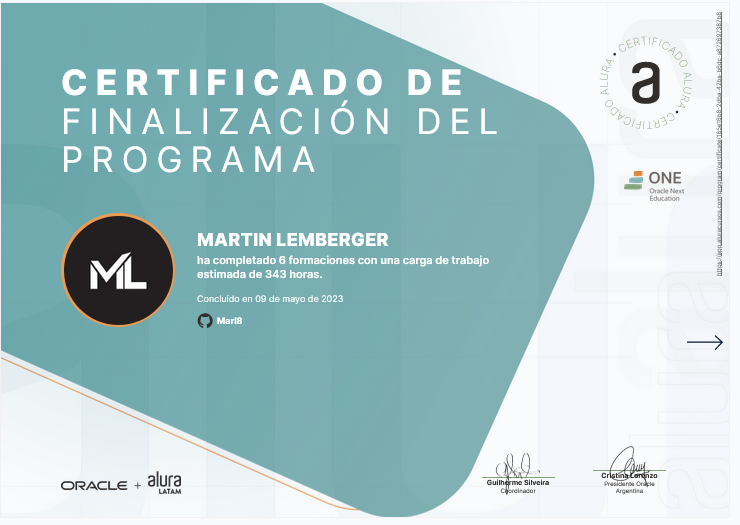 CERTIFICADO DE
FINALIZACIÓN DEL
PROGRAMA
ML
MARTIN LEMBERGER
ha completado 6 formaciones con una carga de trabajo
estimada de 343 horas.
Concluído en 09 de mayo de 2023
Marl8
ORACLE + alura
LATAM
Guilherme Silveira
Coordinador
Cristina Lorenzo
Presidente Oracle
Argentina
a
CERTIFICADO ALURA • CERTIFICADO ALURA •
ONE
Oracle Next
Education
alura